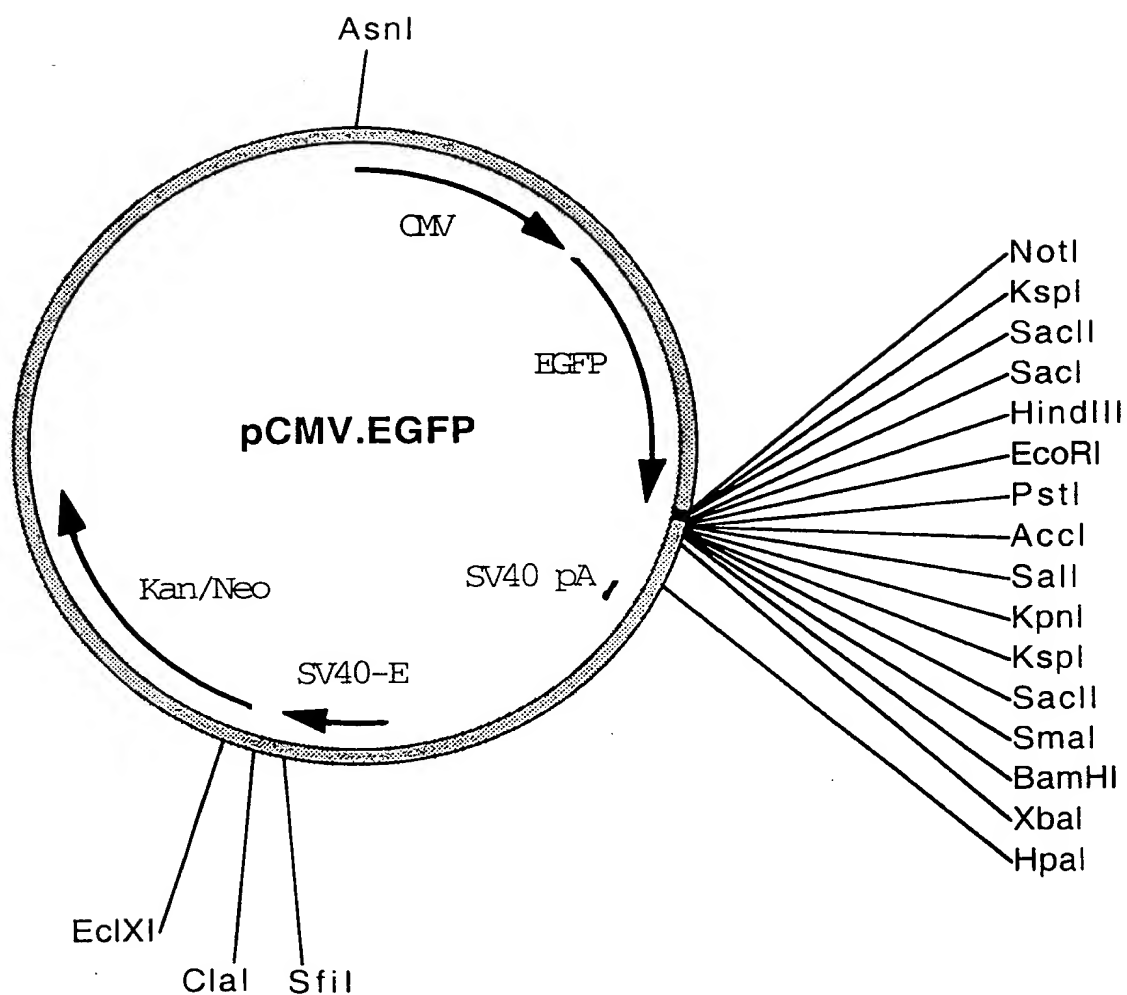 AsnI
CMV
EGFP
pCMV.EGFP
SV40 pA
Kan/Neo
SV40-E
NotI
KspI
SacII
SacI
HindIII
EcoRI
PstI
AccI
SalI
KpnI
KspI
SacII
SmaI
BamHI
XbaI
HpaI
EclXI
ClaI
SfiI